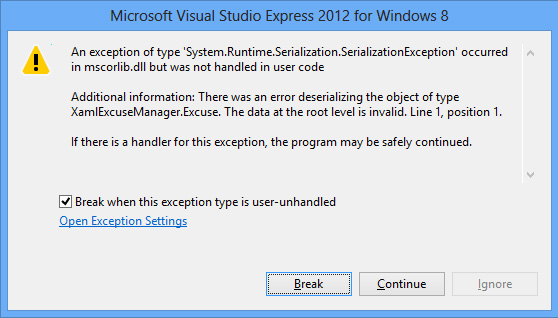 Microsoft Visual Studio Express 2012 for Windows 8
An exception of type 'System.Runtime.Serialization.SerializationException' occurred
in mscorlib.dll but was not handled in user code
Additional information: There was an error deserializing the object of type
XamlExcuseManager.Excuse. The data at the root level is invalid. Line 1, position 1.
If there is a handler for this exception, the program may be safely continued.
Break when this exception type is user-unhandled
Open Exception Settings
Break
Continue
Ignore